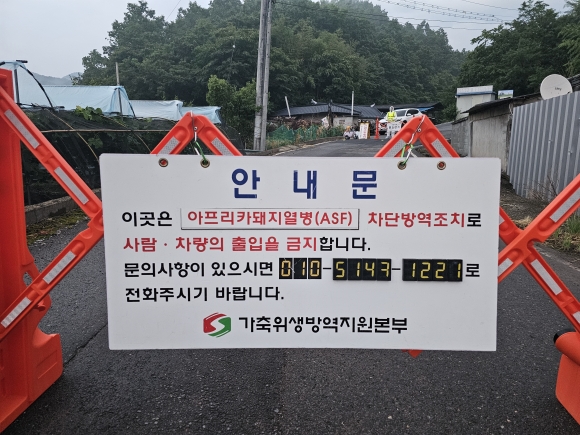 안내문
이곳은 아프리카돼지열병(ASF) 차단방역조치로
사람·차량의 출입을 금지합니다.
문의사항이 있으시면 010-5147-1221로
전화주시기 바랍니다.
가축위생방역지원본부